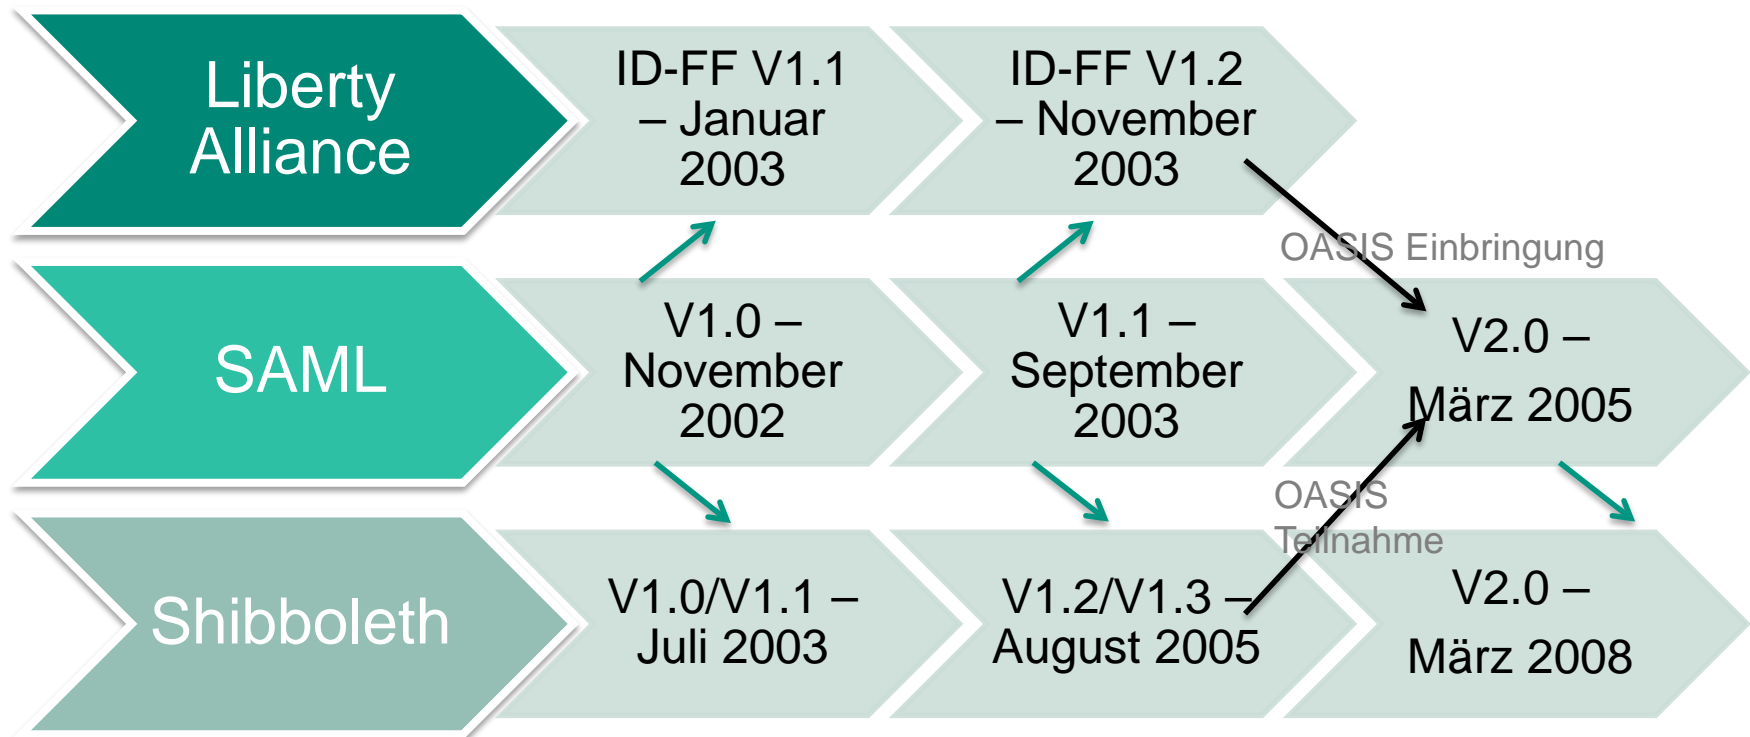 Liberty
Alliance
ID-FF V1.1
– Januar
2003
ID-FF V1.2
– November
2003
OASIS Einbringung
SAML
V1.0 –
November
2002
V1.1 –
September
2003
V2.0 –
März 2005
OASIS
Teilnahme
Shibboleth
V1.0/V1.1 –
Juli 2003
V1.2/V1.3 –
August 2005
V2.0 –
März 2008